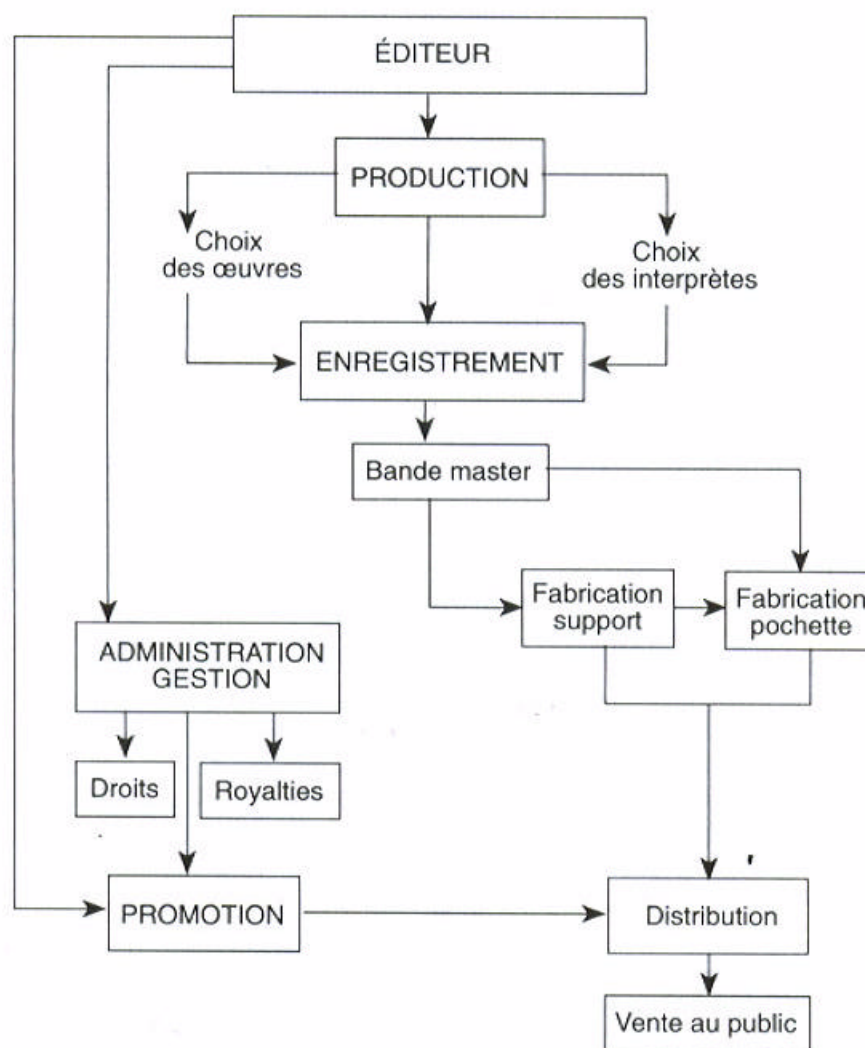 ÉDITEUR
PRODUCTION
Choix
des œuvres
Choix
des interprètes
ENREGISTREMENT
Bande master
Fabrication
support
Fabrication
pochette
ADMINISTRATION
GESTION
Droits
Royalties
PROMOTION
Distribution
Vente au public